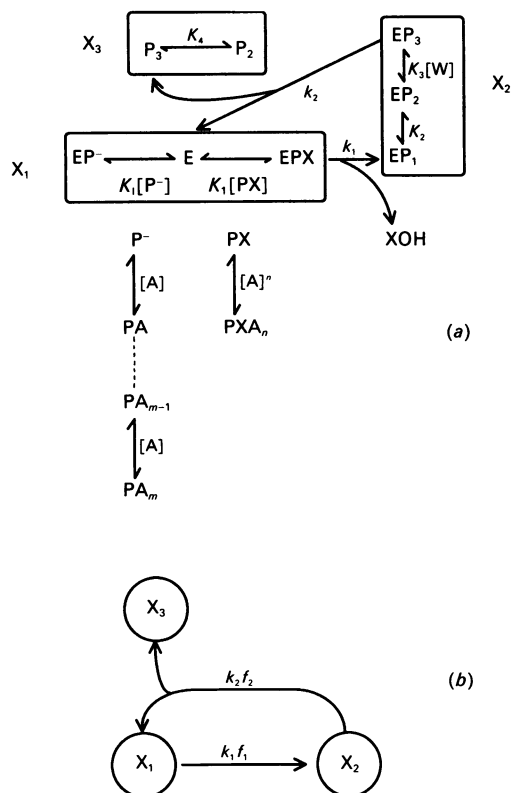 X₃
P₃ K₄ P₂
EP₃
K₃[W]
X₂
EP₂
K₂
EP₁
k₂
X₁
EP⁻ E EPX
K₁[P⁻] K₁[PX]
k₁
XOH
P⁻ PX
[A] [A]ⁿ
PA PXAₙ
(a)
PAₘ₋₁
[A]
PAₘ
X₃
k₂f₂
(b)
X₁ k₁f₁ X₂